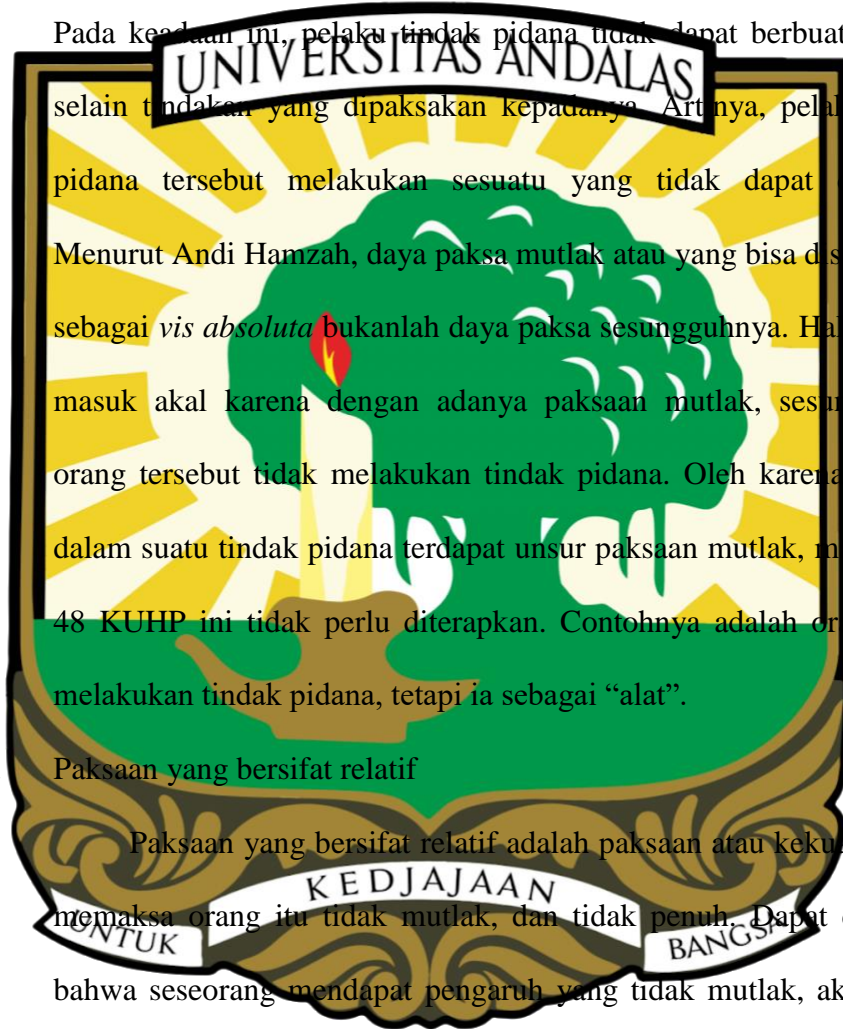 Pada keadaan ini, pelaku tindak pidana tidak dapat berbuat
UNIVERSITAS ANDALAS
selain tindakan yang dipaksakan kepadanya. Artinya,
pidana tersebut melakukan sesuatu yang tidak dapat
Menurut Andi Hamzah, daya paksa mutlak atau yang bisa
sebagai vis absoluta bukanlah daya paksa sesungguhnya.
masuk akal karena dengan adanya paksaan mutlak,
orang tersebut tidak melakukan tindak pidana. Oleh karena
dalam suatu tindak pidana terdapat unsur paksaan mutlak,
48 KUHP ini tidak perlu diterapkan. Contohnya adalah
melakukan tindak pidana, tetapi ia sebagai “alat”.
Paksaan yang bersifat relatif
Paksaan yang bersifat relatif adalah paksaan atau
KEDJAJAAN
memaksa orang itu tidak mutlak, dan tidak penuh. Dapat
UNTUK
BANGSA
bahwa seseorang mendapat pengaruh yang tidak mutlak,